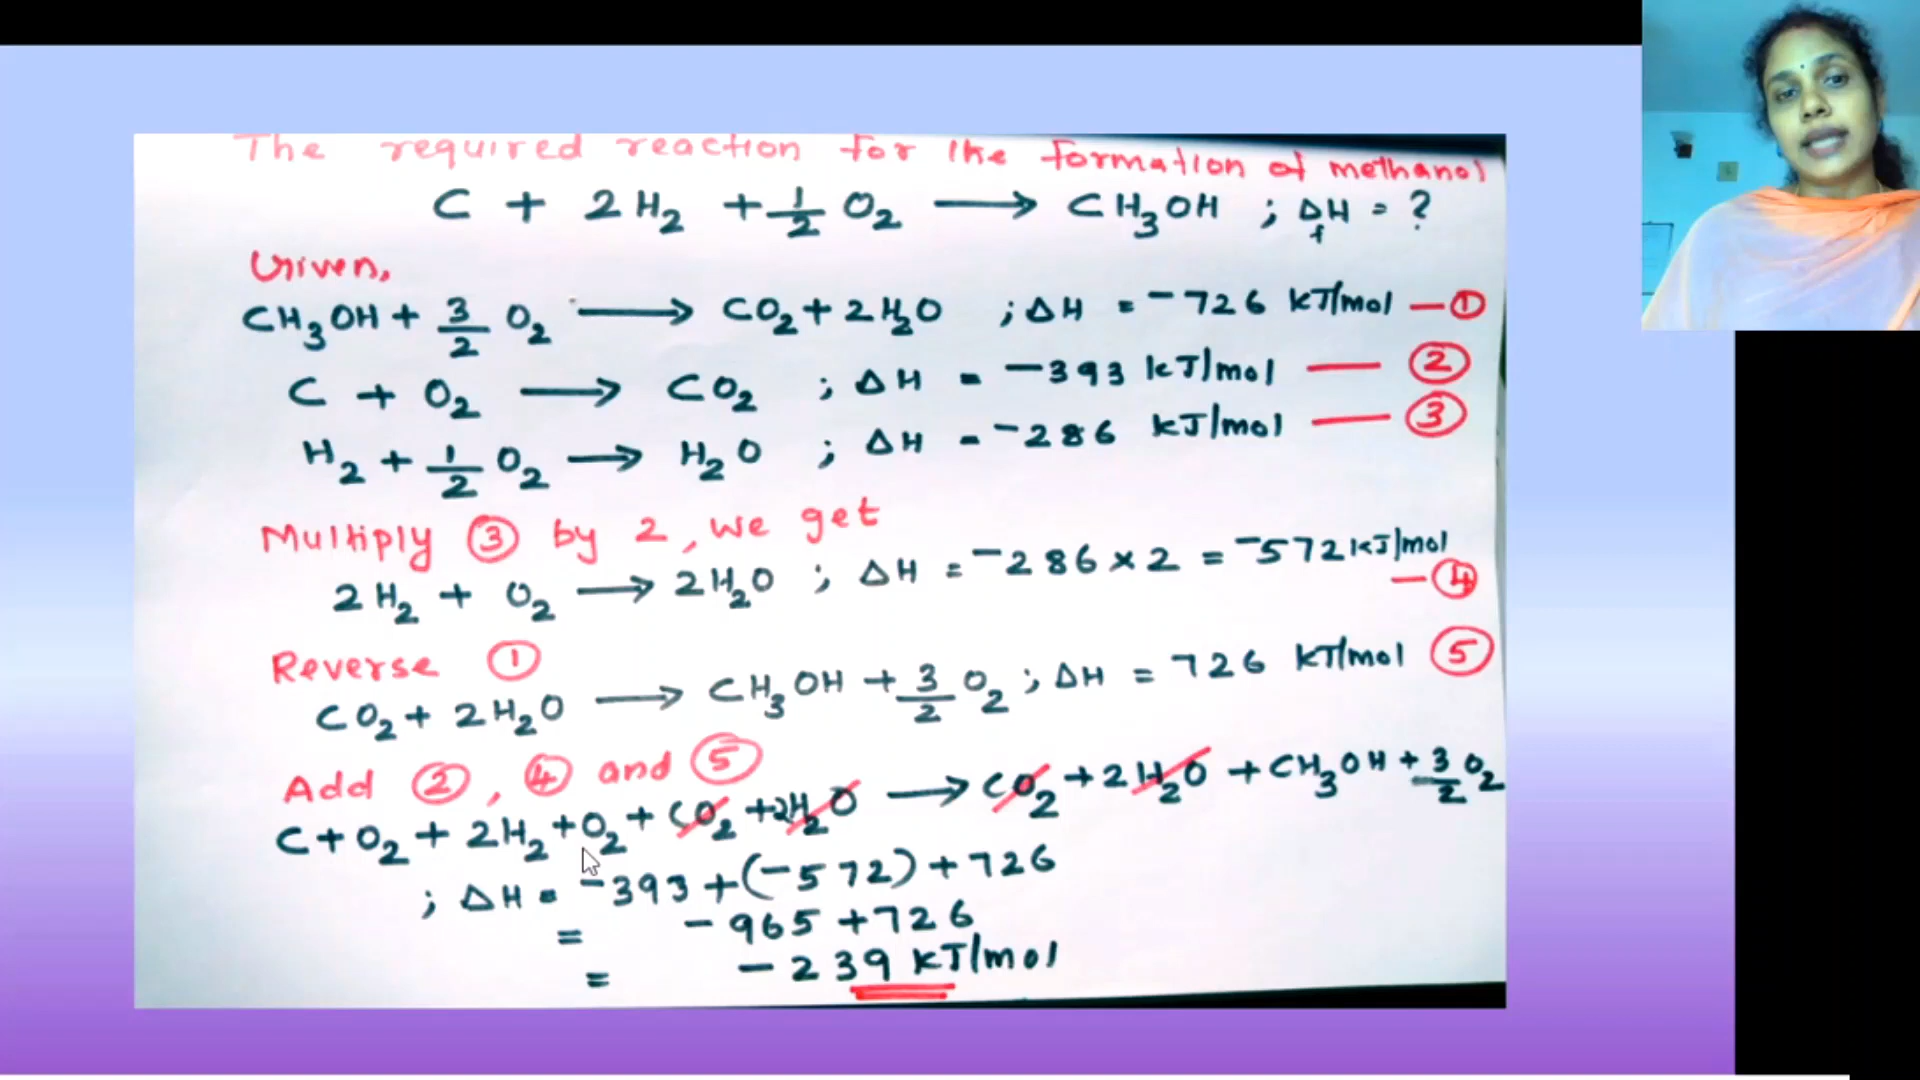 The required reaction for the formation of methanol
C + 2H₂ + 1/2 O₂ → CH₃OH ; ΔfH = ?
Given,
CH₃OH + 3/2 O₂ → CO₂ + 2H₂O ; ΔH = -726 kJ/mol — ①
C + O₂ → CO₂ ; ΔH = -393 kJ/mol — ②
H₂ + 1/2 O₂ → H₂O ; ΔH = -286 kJ/mol — ③
Multiply ③ by 2, we get
2H₂ + O₂ → 2H₂O ; ΔH = -286 × 2 = -572 kJ/mol — ④
Reverse ①
CO₂ + 2H₂O → CH₃OH + 3/2 O₂ ; ΔH = 726 kJ/mol ⑤
Add ②, ④ and ⑤
C + O₂ + 2H₂ + O₂ + CO₂ + 2H₂O → CO₂ + 2H₂O + CH₃OH + 3/2 O₂
; ΔH = -393 + (-572) + 726
= -965 + 726
= -239 kJ/mol